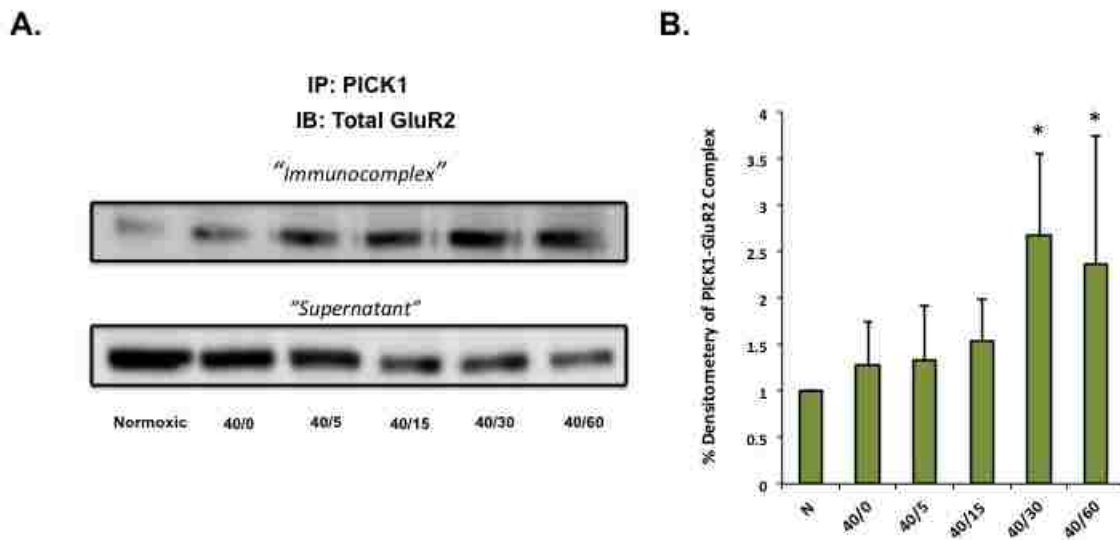 A.
IP: PICK1
IB: Total GluR2
"Immunocomplex"
"Supernatant"
Normoxic 40/0 40/5 40/15 40/30 40/60
B.
% Densitometery of PICK1-GluR2 Complex
4
3.5
3
2.5
2
1.5
1
0.5
0
* *
N 40/0 40/5 40/15 40/30 40/60